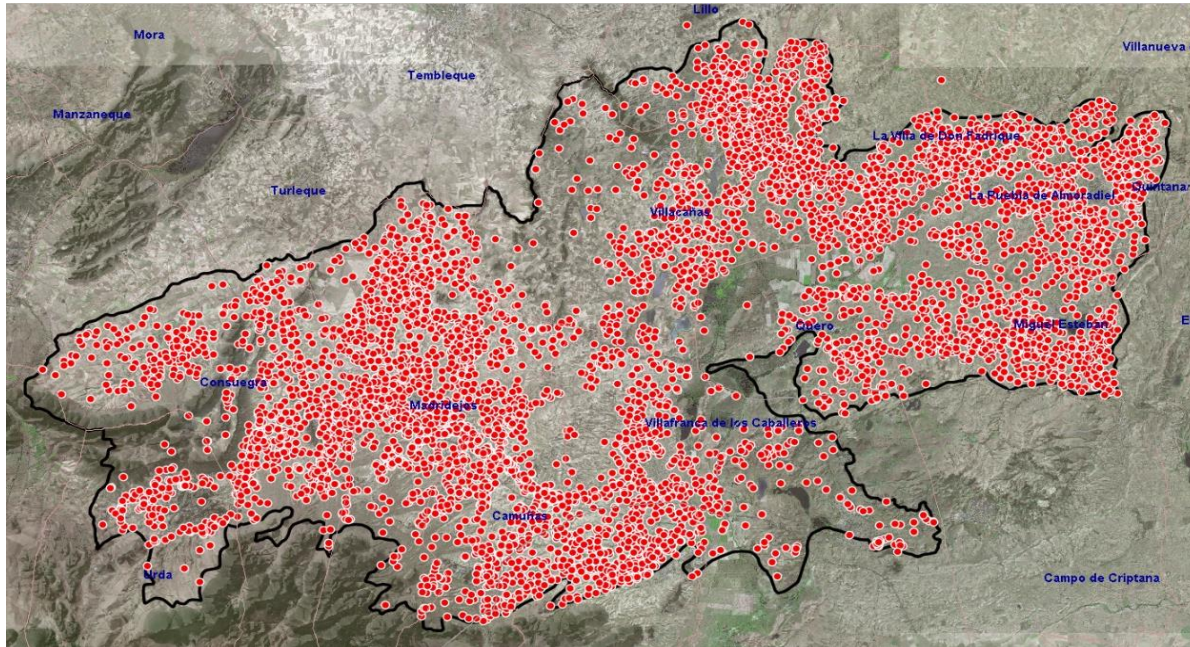 Lillo
Mora
Villanueva
Tembleque
Manzaneque
La Villa de Don Fadrique
Turleque
Quintana
La Puebla de Almoradiel
Villacañas
Quero
Miguel Esteban
E
Consuegra
Madridejos
Villafranca de los Caballeros
Camuñas
Urda
Campo de Criptana